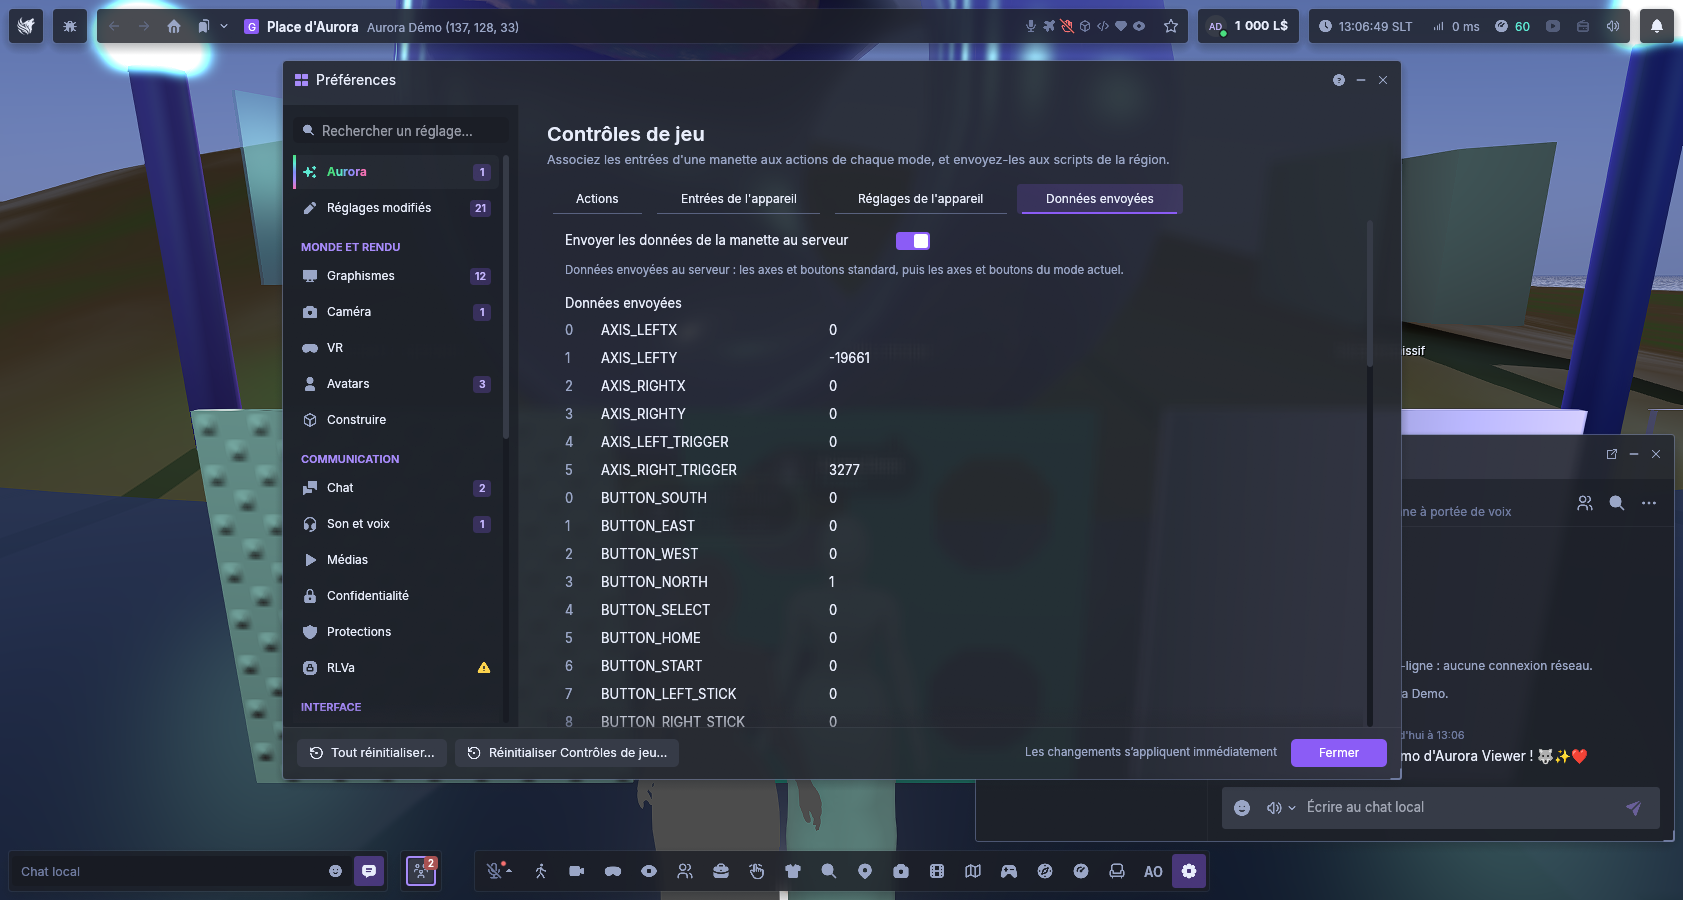 G Place d'Aurora Aurora Démo (137, 128, 33)
AD 1 000 L$
13:06:49 SLT 0 ms 60
Préférences
Rechercher un réglage...
Aurora 1
Réglages modifiés 21
MONDE ET RENDU
Graphismes 12
Caméra 1
VR
Avatars 3
Construire
COMMUNICATION
Chat 2
Son et voix 1
Médias
Confidentialité
Protections
RLVa
INTERFACE
Contrôles de jeu
Associez les entrées d'une manette aux actions de chaque mode, et envoyez-les aux scripts de la région.
Actions Entrées de l'appareil Réglages de l'appareil Données envoyées
Envoyer les données de la manette au serveur
Données envoyées au serveur : les axes et boutons standard, puis les axes et boutons du mode actuel.
Données envoyées
0 AXIS_LEFTX 0
1 AXIS_LEFTY -19661
2 AXIS_RIGHTX 0
3 AXIS_RIGHTY 0
4 AXIS_LEFT_TRIGGER 0
5 AXIS_RIGHT_TRIGGER 3277
0 BUTTON_SOUTH 0
1 BUTTON_EAST 0
2 BUTTON_WEST 0
3 BUTTON_NORTH 1
4 BUTTON_SELECT 0
5 BUTTON_HOME 0
6 BUTTON_START 0
7 BUTTON_LEFT_STICK 0
8 BUTTON_RIGHT_STICK 0
Tout réinitialiser...
Réinitialiser Contrôles de jeu...
Les changements s'appliquent immédiatement
Fermer
issif
ne à portée de voix
-ligne : aucune connexion réseau.
a Demo.
d'hui à 13:06
mo d'Aurora Viewer ! 🐺✨❤️
Écrire au chat local
Chat local
2
AO